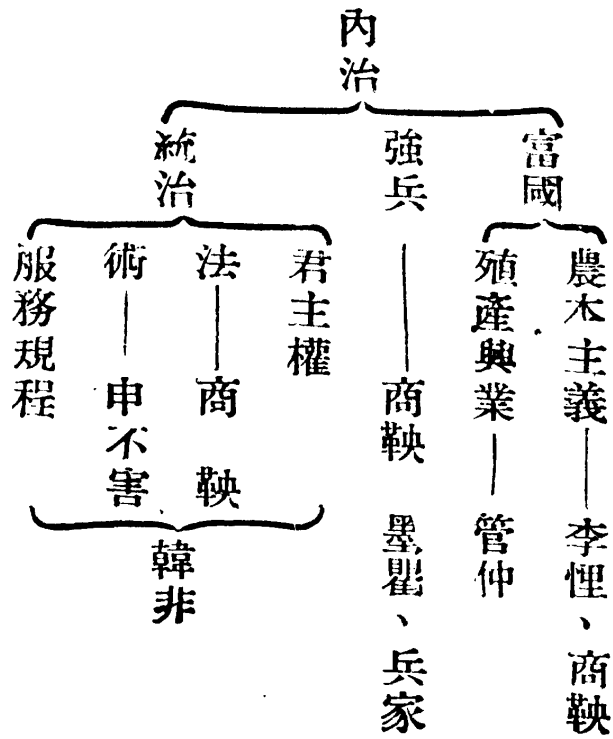 內治
富國
強兵
統治
農本主義——李悝、商鞅
殖產興業——管仲
——商鞅 墨翟、兵家
君主權
法——商鞅
術——申不害
服務規程
韓非